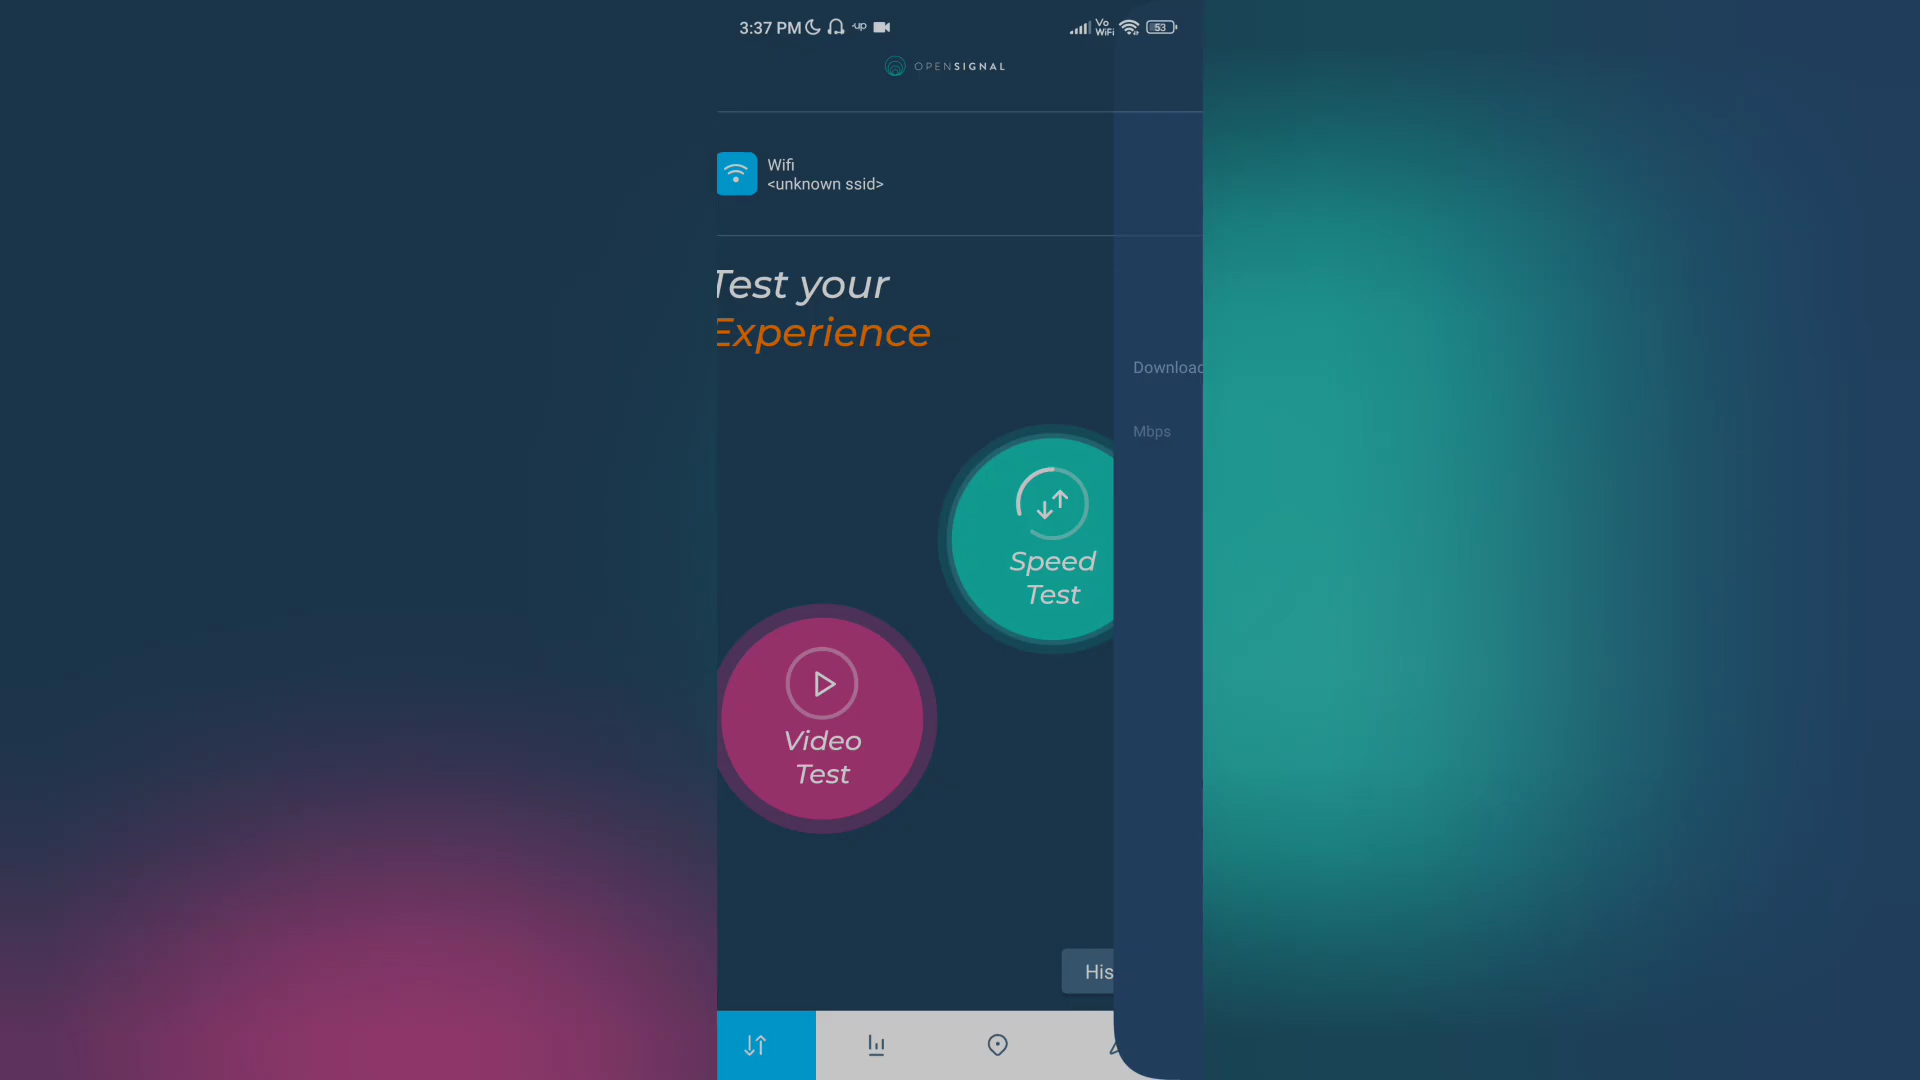 3:37 PM -up Vo WiFi 53
OPENSIGNAL
Wifi
<unknown ssid>
Test your
Experience
Download
Mbps
Speed
Test
Video
Test
His